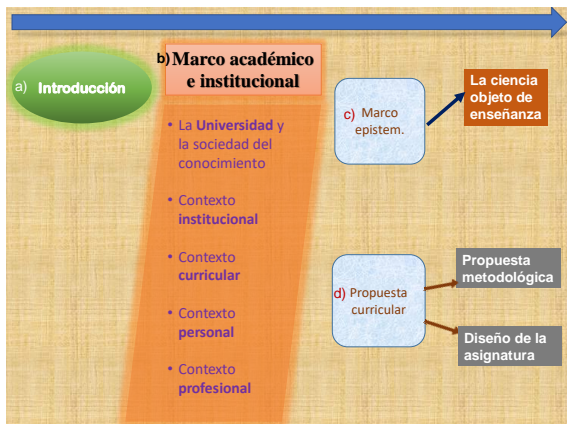 a) Introducción
b) Marco académico
e institucional
• La Universidad y
la sociedad del
conocimiento
• Contexto
institucional
• Contexto
curricular
• Contexto
personal
• Contexto
profesional
c) Marco
epistem.
La ciencia
objeto de
enseñanza
d) Propuesta
curricular
Propuesta
metodológica
Diseño de la
asignatura